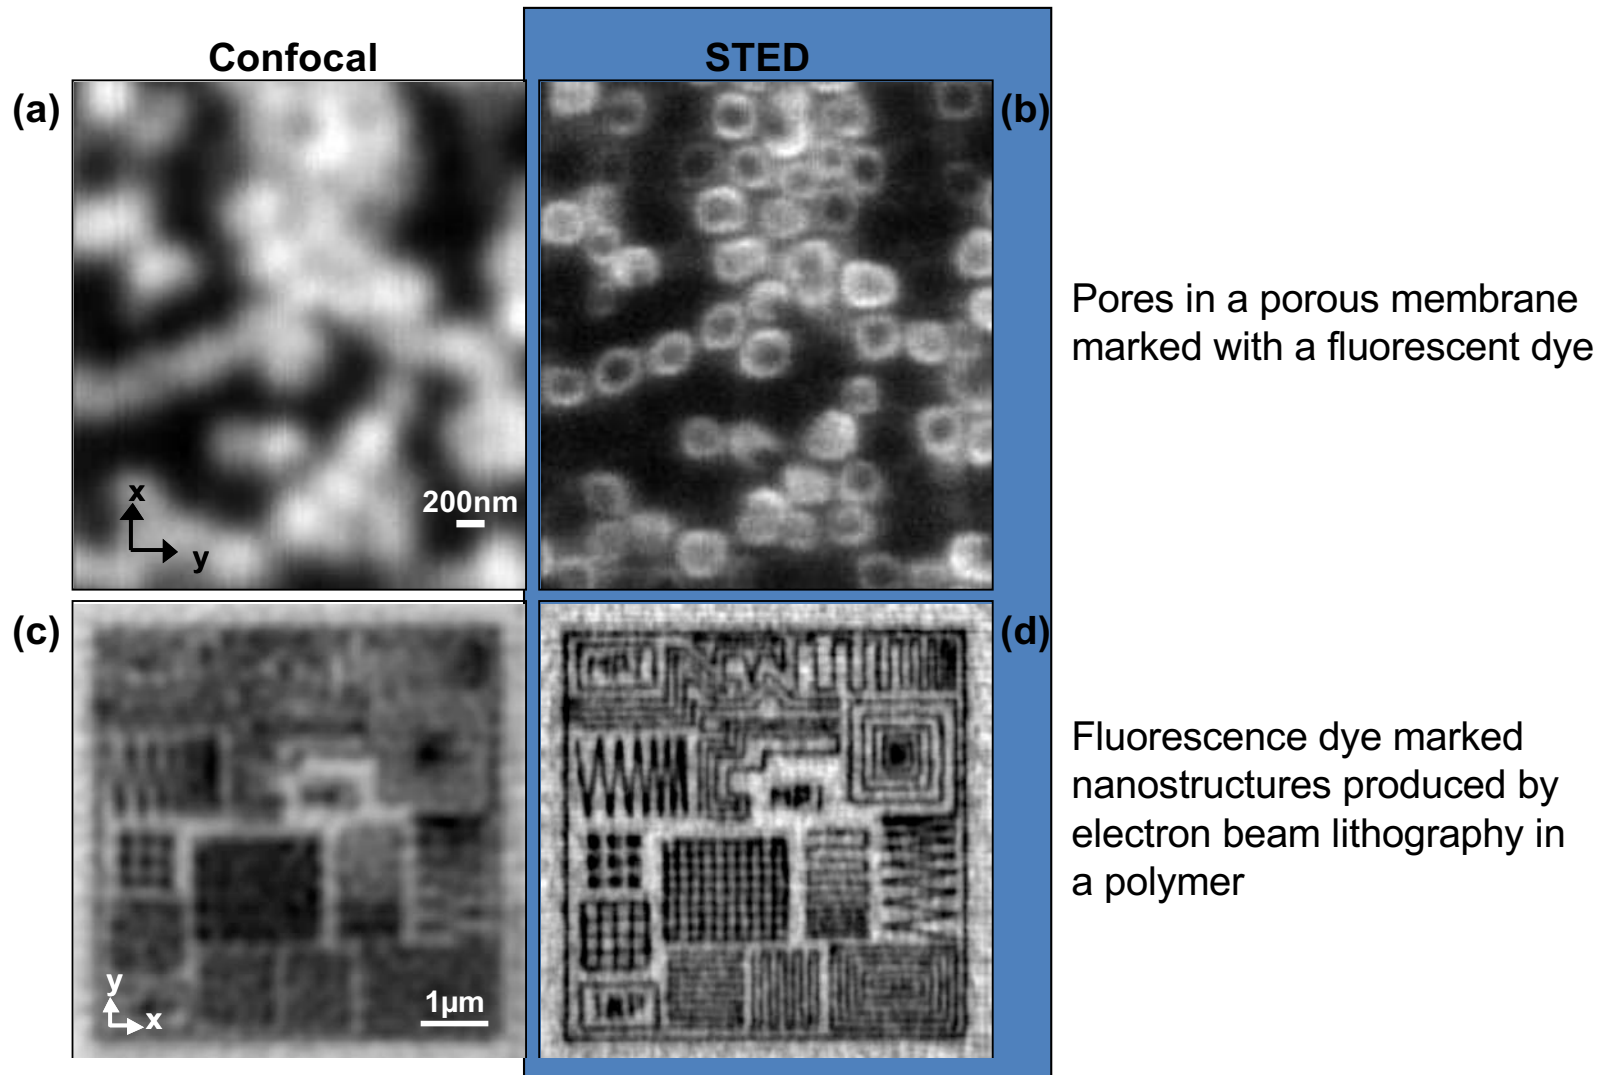 Confocal
STED
(a)
(b)
x
y
200nm
Pores in a porous membrane
marked with a fluorescent dye
(c)
(d)
y
x
1µm
Fluorescence dye marked
nanostructures produced by
electron beam lithography in
a polymer